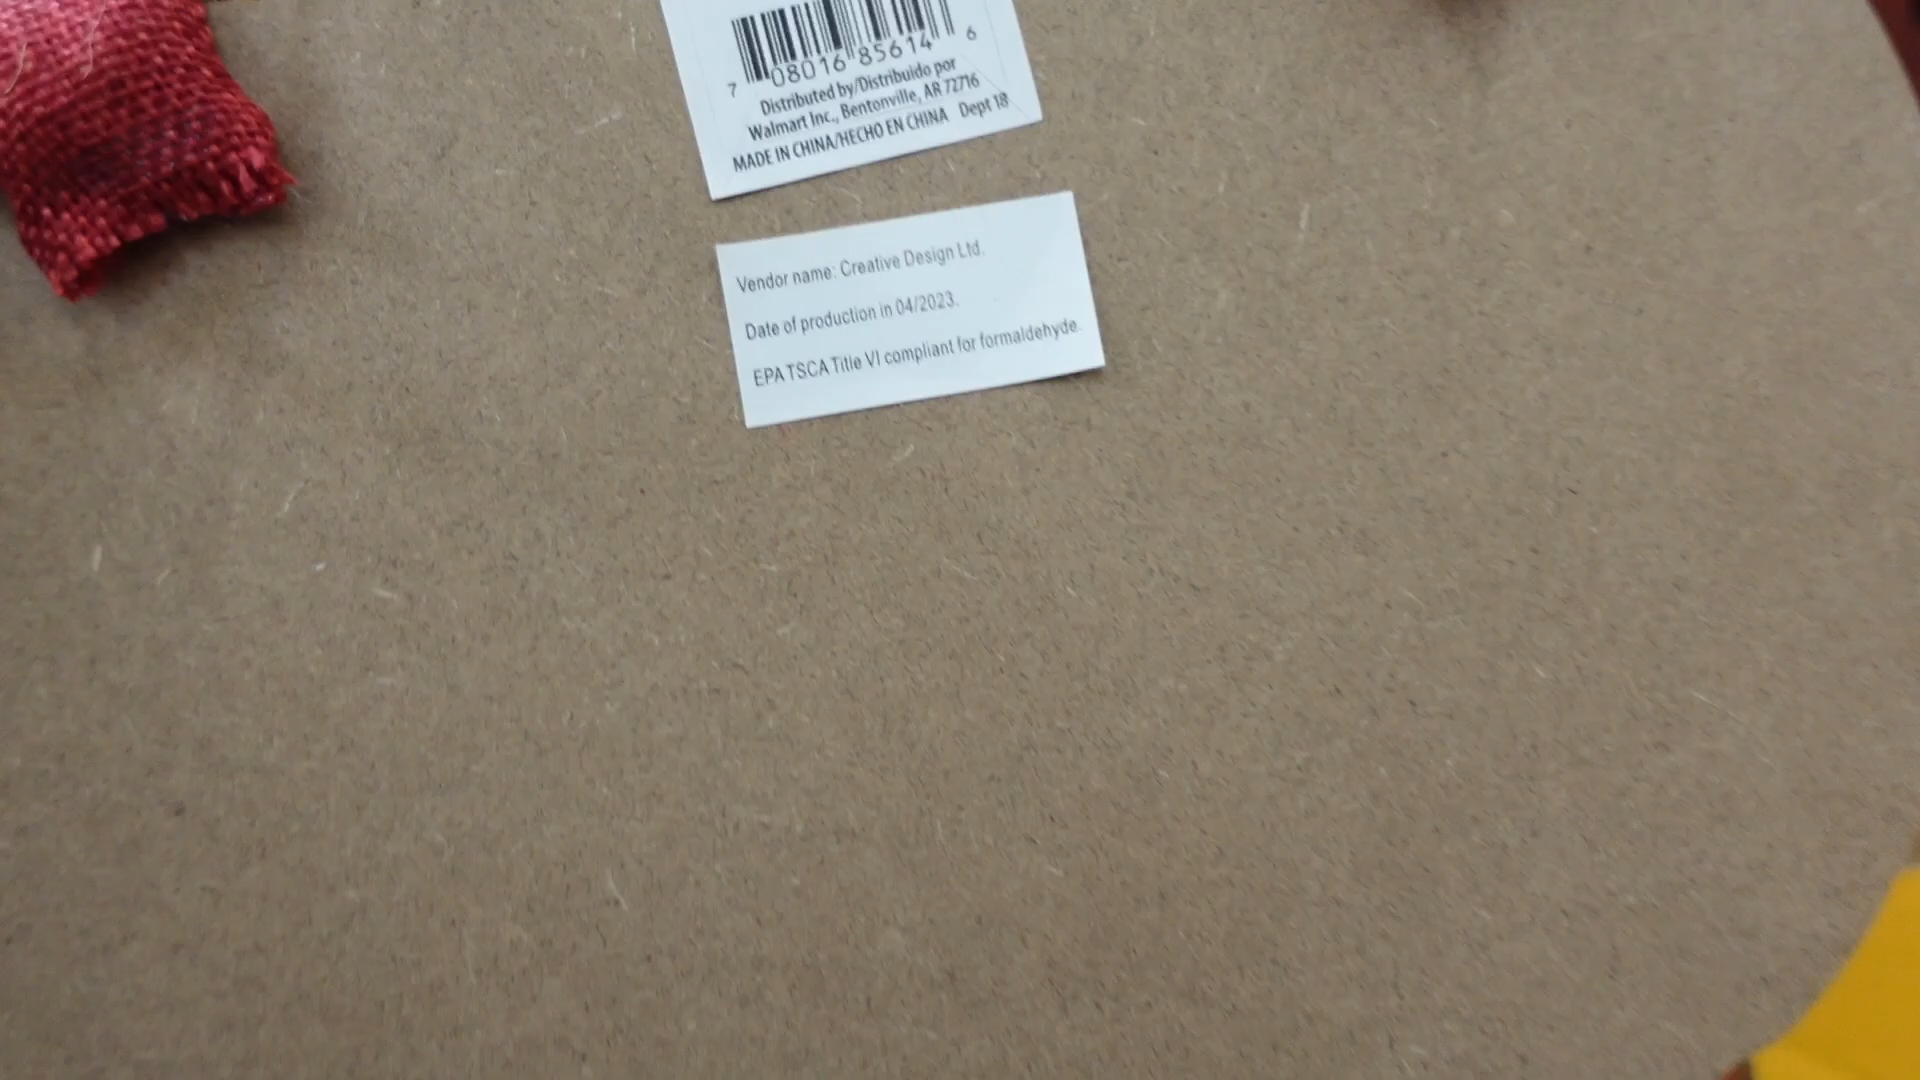 7 08016 85614 6
Distributed by/Distribuido por
Walmart Inc., Bentonville, AR 72716
MADE IN CHINA/HECHO EN CHINA Dept 18
Vendor name: Creative Design Ltd.
Date of production in 04/2023.
EPA TSCA Title VI compliant for formaldehyde.